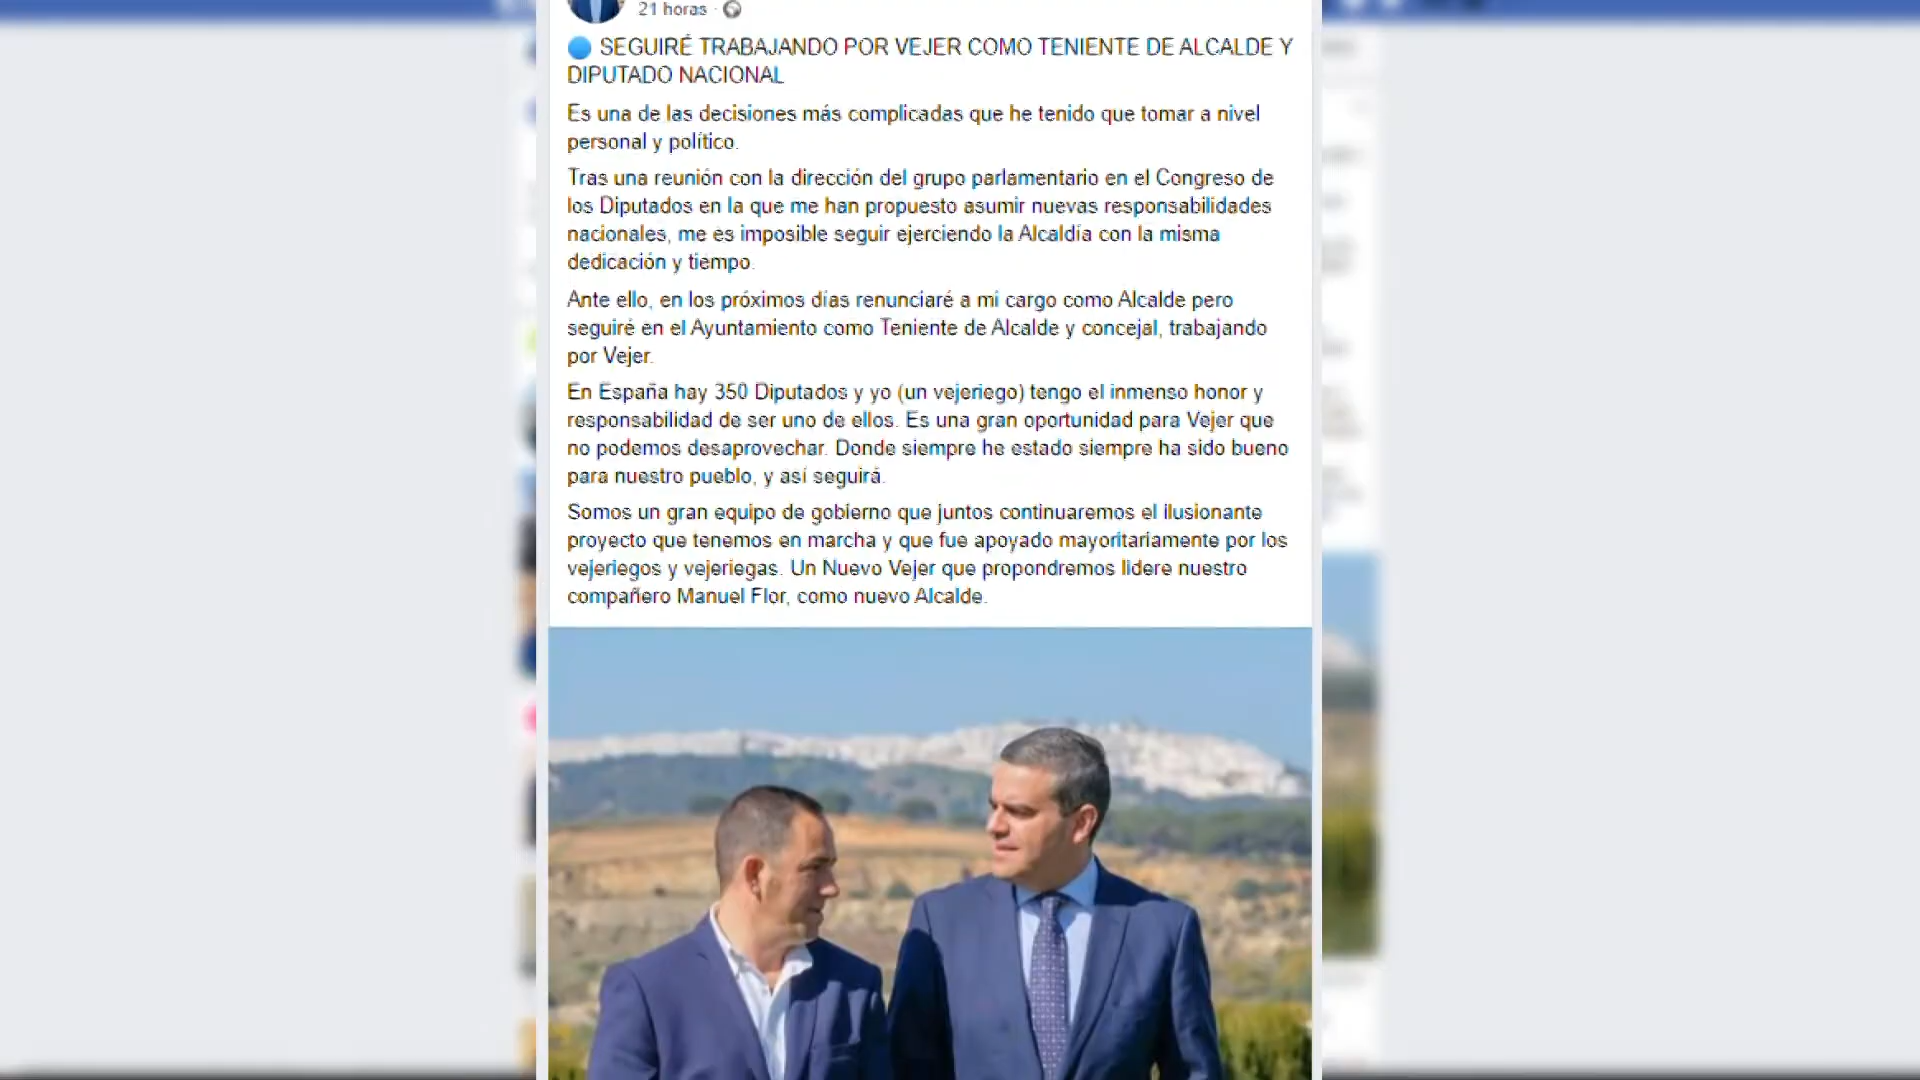 21 horas ·
SEGUIRÉ TRABAJANDO POR VEJER COMO TENIENTE DE ALCALDE Y
DIPUTADO NACIONAL
Es una de las decisiones más complicadas que he tenido que tomar a nivel
personal y político.
Tras una reunión con la dirección del grupo parlamentario en el Congreso de
los Diputados en la que me han propuesto asumir nuevas responsabilidades
nacionales, me es imposible seguir ejerciendo la Alcaldía con la misma
dedicación y tiempo.
Ante ello, en los próximos días renunciaré a mi cargo como Alcalde pero
seguiré en el Ayuntamiento como Teniente de Alcalde y concejal, trabajando
por Vejer.
En España hay 350 Diputados y yo (un vejeriego) tengo el inmenso honor y
responsabilidad de ser uno de ellos. Es una gran oportunidad para Vejer que
no podemos desaprovechar. Donde siempre he estado siempre ha sido bueno
para nuestro pueblo, y así seguirá.
Somos un gran equipo de gobierno que juntos continuaremos el ilusionante
proyecto que tenemos en marcha y que fue apoyado mayoritariamente por los
vejeriegos y vejeriegas. Un Nuevo Vejer que propondremos lidere nuestro
compañero Manuel Flor, como nuevo Alcalde.